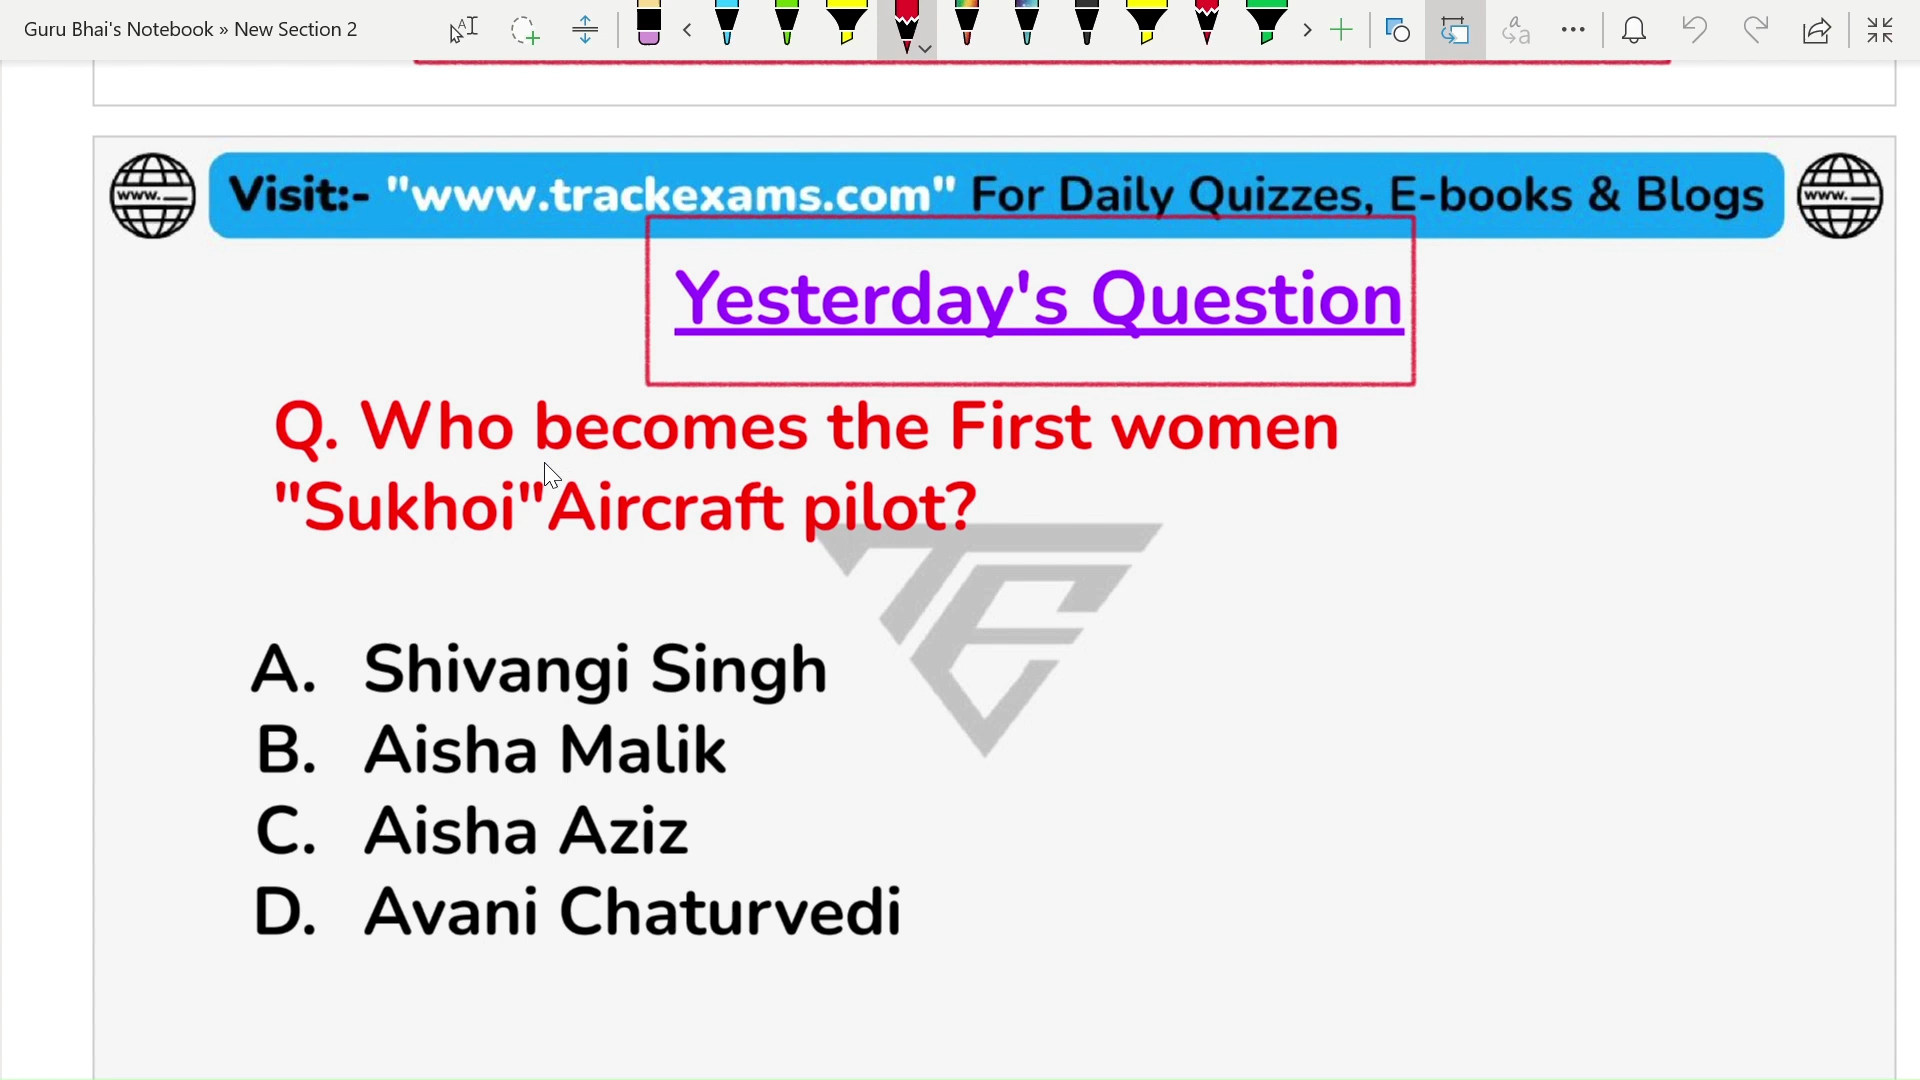 Guru Bhai's Notebook » New Section 2
Visit:- "www.trackexams.com" For Daily Quizzes, E-books & Blogs
www.
www.
Yesterday's Question
Q. Who becomes the First women
"Sukhoi"Aircraft pilot?
A. Shivangi Singh
B. Aisha Malik
C. Aisha Aziz
D. Avani Chaturvedi